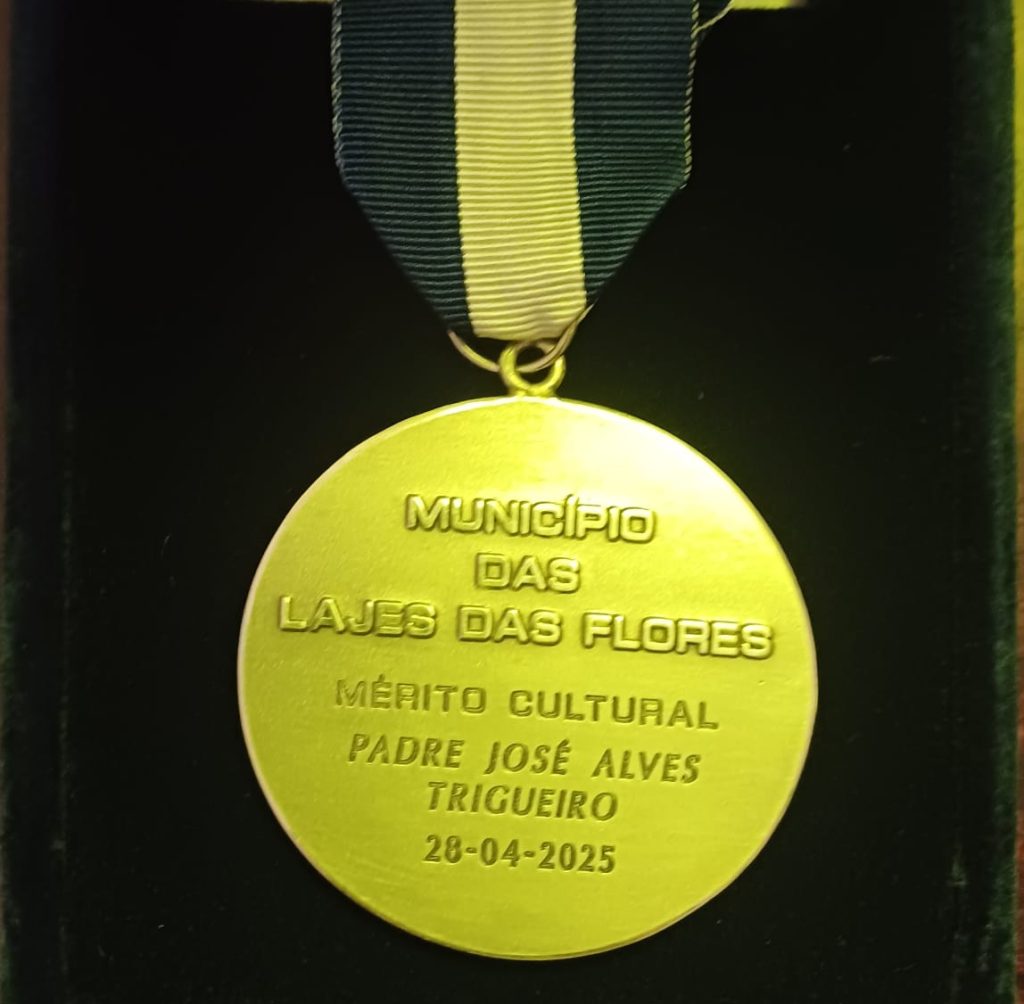 MUNICÍPIO
DAS
LAJES DAS FLORES
MÉRITO CULTURAL
PADRE JOSÉ ALVES
TRIGUEIRO
28-04-2025